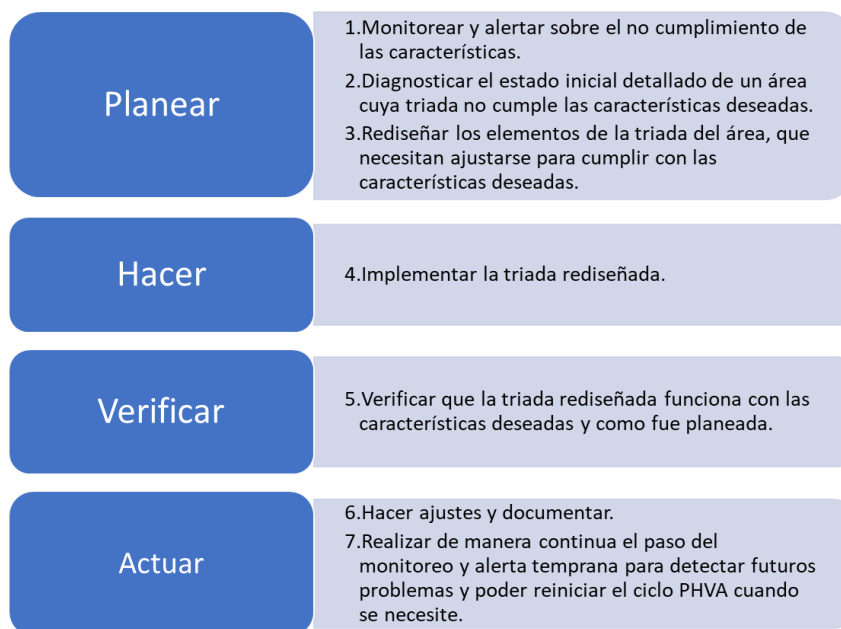 Planear
1.Monitorear y alertar sobre el no cumplimiento de
las características.
2.Diagnosticar el estado inicial detallado de un área
cuya triada no cumple las características deseadas.
3.Rediseñar los elementos de la triada del área, que
necesitan ajustarse para cumplir con las
características deseadas.
Hacer
4.Implementar la triada rediseñada.
Verificar
5.Verificar que la triada rediseñada funciona con las
características deseadas y como fue planeada.
Actuar
6.Hacer ajustes y documentar.
7.Realizar de manera continua el paso del
monitoreo y alerta temprana para detectar futuros
problemas y poder reiniciar el ciclo PHVA cuando
se necesite.